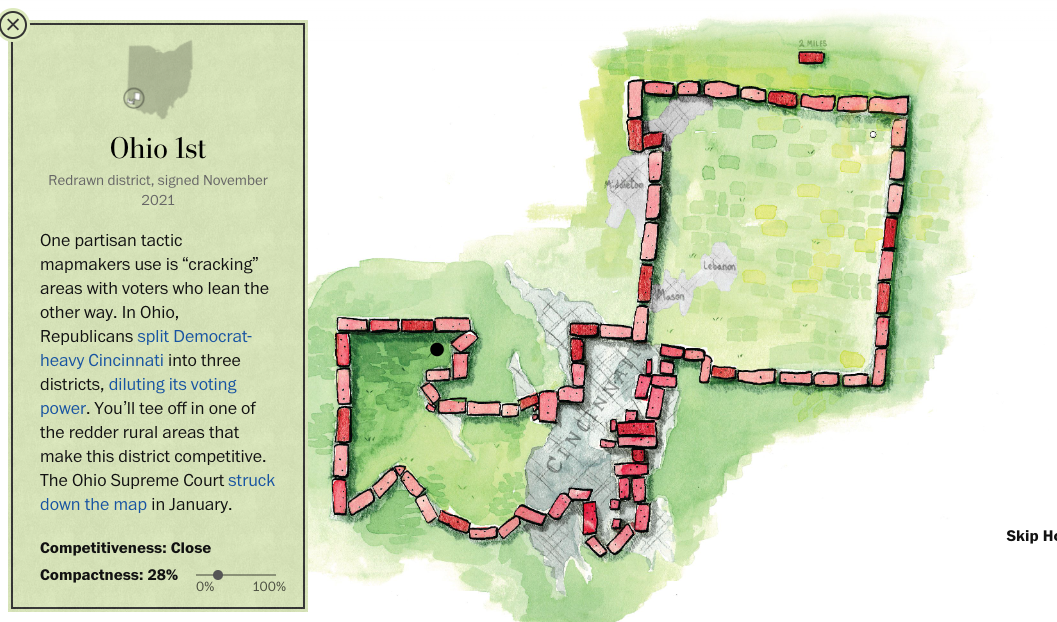 Ohio 1st
Redrawn district, signed November
2021
One partisan tactic
mapmakers use is “cracking”
areas with voters who lean the
other way. In Ohio,
Republicans split Democrat-
heavy Cincinnati into three
districts, diluting its voting
power. You’ll tee off in one of
the redder rural areas that
make this district competitive.
The Ohio Supreme Court struck
down the map in January.
Competitiveness: Close
Compactness: 28%
0% 100%
2 MILES
Middleton
Lebanon
Mason
CINCINNATI
Skip Ho